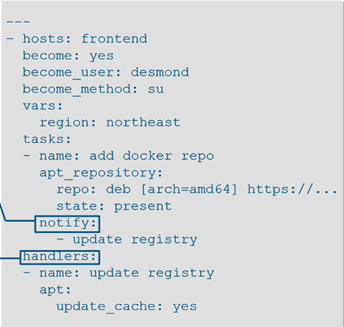 ---
- hosts: frontend
  become: yes
  become_user: desmond
  become_method: su
  vars:
    region: northeast
  tasks:
  - name: add docker repo
    apt_repository:
      repo: deb [arch=amd64] https://...
      state: present
    notify:
      - update registry
  handlers:
  - name: update registry
    apt:
      update_cache: yes